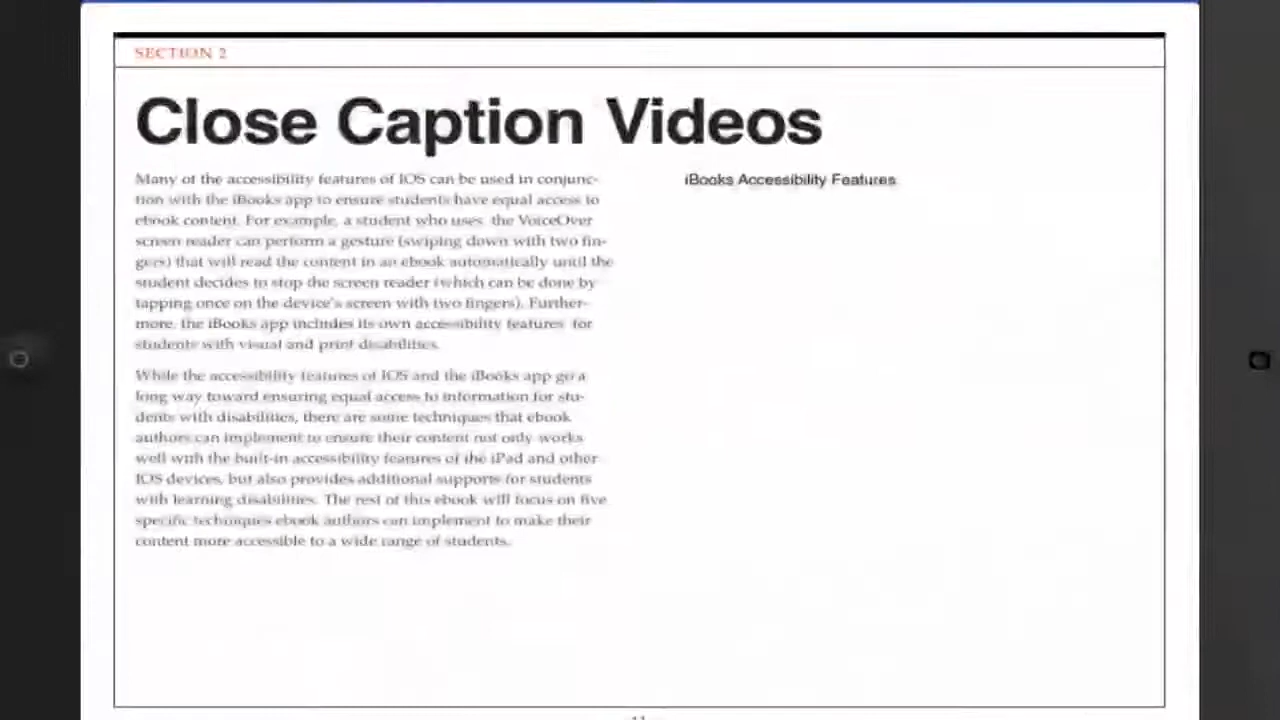 SECTION 2
Close Caption Videos
Many of the accessibility features of IOS can be used in conjunc-
tion with the iBooks app to ensure students have equal access to
ebook content. For example, a student who uses the VoiceOver
screen reader can perform a gesture (swiping down with two fin-
gers) that will read the content in an ebook automatically until the
student decides to stop the screen reader (which can be done by
tapping once on the device's screen with two fingers). Further-
more, the iBooks app includes its own accessibility features for
students with visual and print disabilities.
While the accessibility features of IOS and the iBooks app go a
long way toward ensuring equal access to information for stu-
dents with disabilities, there are some techniques that ebook
authors can implement to ensure their content not only works
well with the built-in accessibility features of the iPad and other
IOS devices, but also provides additional supports for students
with learning disabilities. The rest of this ebook will focus on five
specific techniques ebook authors can implement to make their
content more accessible to a wide range of students.
iBooks Accessibility Features